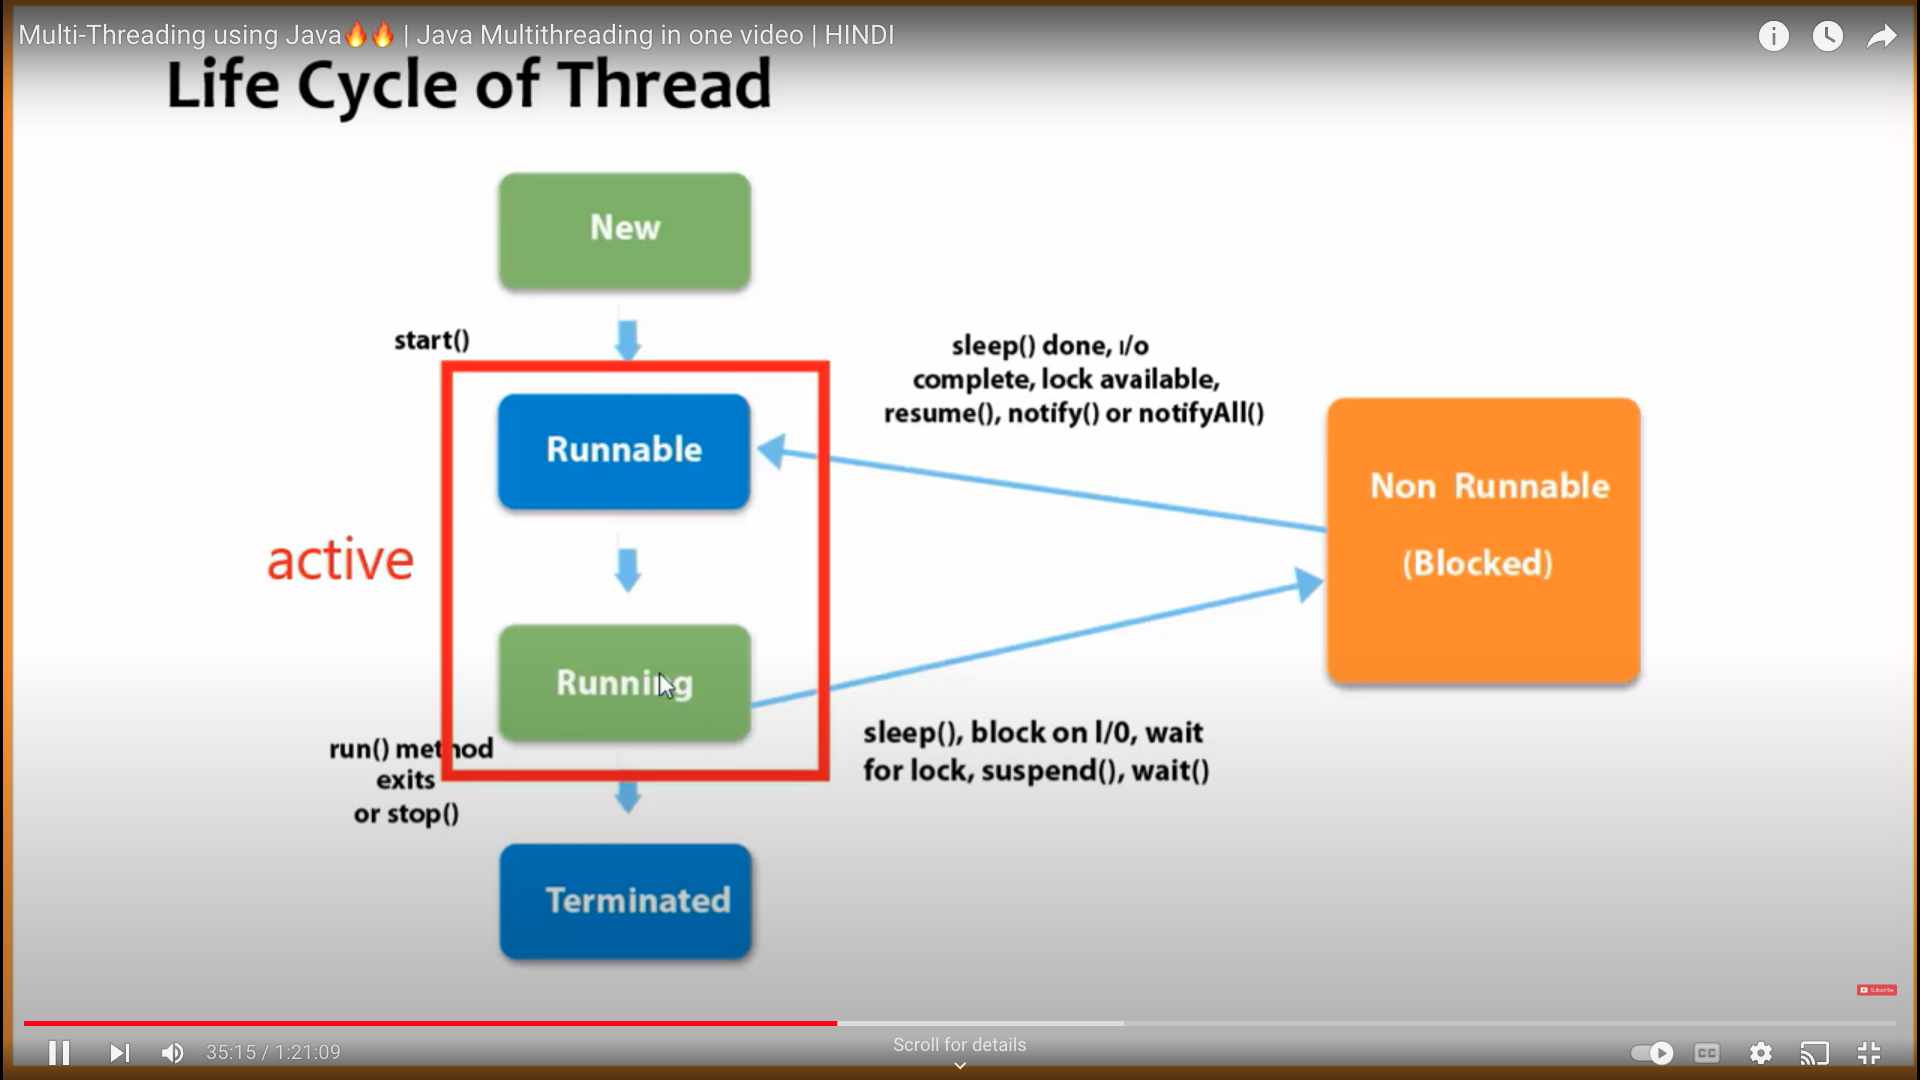 Multi-Threading using Java🔥🔥 | Java Multithreading in one video | HINDI
Life Cycle of Thread
New
start()
sleep() done, I/o
complete, lock available,
resume(), notify() or notifyAll()
Runnable
Non Runnable
(Blocked)
active
Running
run() method
exits
or stop()
sleep(), block on l/0, wait
for lock, suspend(), wait()
Terminated
Subscribe
35:15 / 1:21:09
Scroll for details
CC